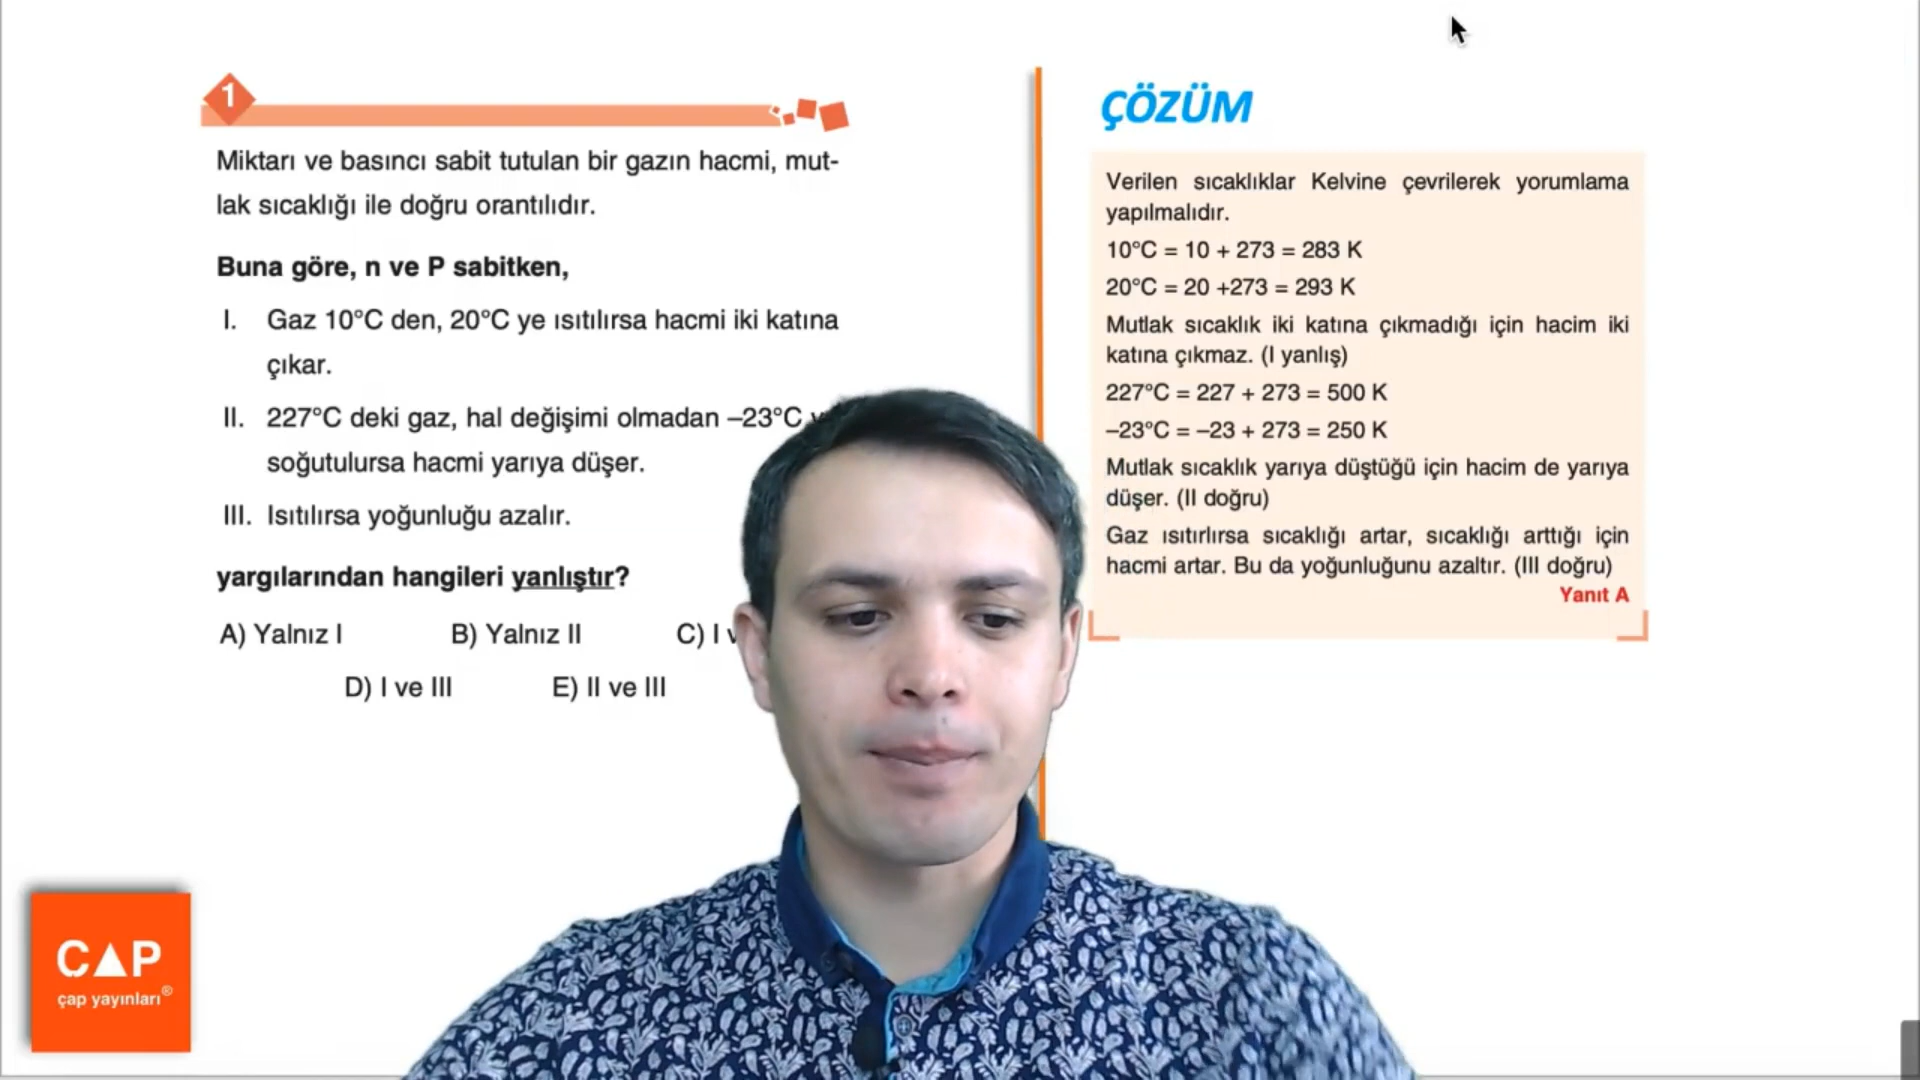 1
Miktarı ve basıncı sabit tutulan bir gazın hacmi, mut-
lak sıcaklığı ile doğru orantılıdır.
Buna göre, n ve P sabitken,
I. Gaz 10°C den, 20°C ye ısıtılırsa hacmi iki katına
çıkar.
II. 227°C deki gaz, hal değişimi olmadan –23°C
soğutulursa hacmi yarıya düşer.
III. Isıtılırsa yoğunluğu azalır.
yargılarından hangileri yanlıştır?
A) Yalnız I B) Yalnız II C) I
D) I ve III E) II ve III
ÇÖZÜM
Verilen sıcaklıklar Kelvine çevrilerek yorumlama
yapılmalıdır.
10°C = 10 + 273 = 283 K
20°C = 20 +273 = 293 K
Mutlak sıcaklık iki katına çıkmadığı için hacim iki
katına çıkmaz. (I yanlış)
227°C = 227 + 273 = 500 K
–23°C = –23 + 273 = 250 K
Mutlak sıcaklık yarıya düştüğü için hacim de yarıya
düşer. (II doğru)
Gaz ısıtırlırsa sıcaklığı artar, sıcaklığı arttığı için
hacmi artar. Bu da yoğunluğunu azaltır. (III doğru)
Yanıt A
ÇAP
çap yayınları®